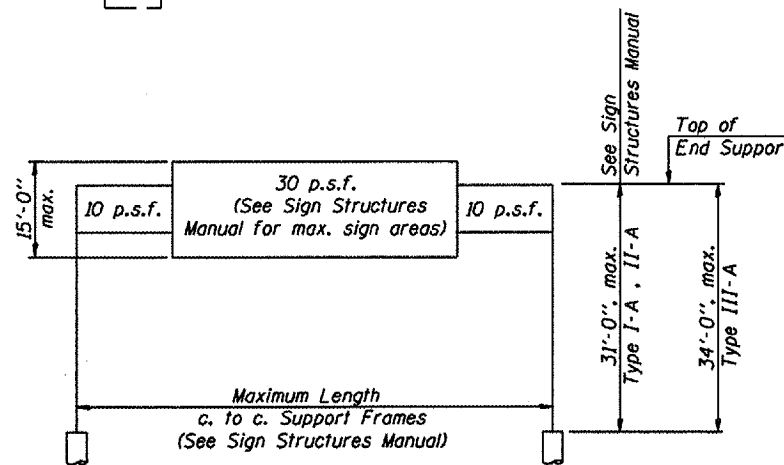 See Sign
Structures Manual
Top of
End Suppor
15'-0"
max.
10 p.s.f.
30 p.s.f.
(See Sign Structures
Manual for max. sign areas)
10 p.s.f.
31'-0", max.
Type I-A , II-A
34'-0", max.
Type III-A
Maximum Length
c. to c. Support Frames
(See Sign Structures Manual)